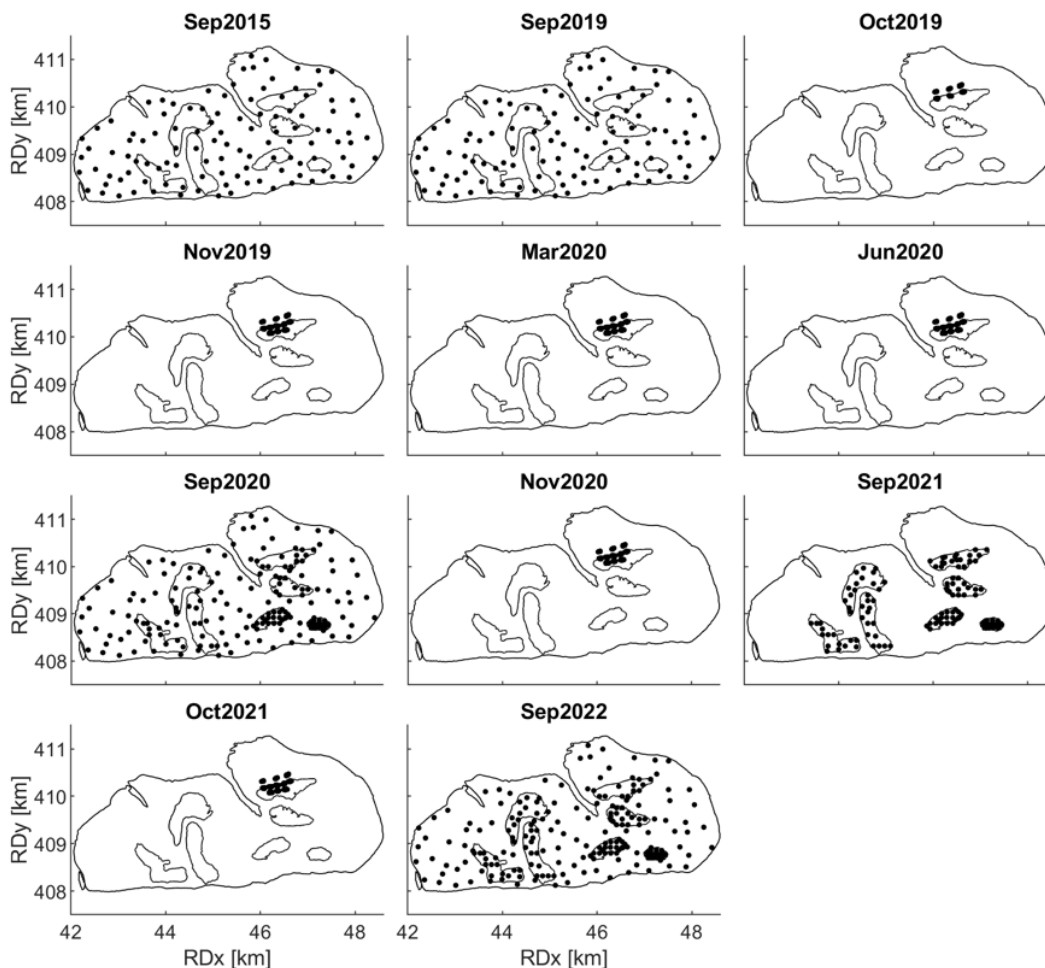 Sep2015 Sep2019 Oct2019
411
410
409
408
RDy [km]
Nov2019 Mar2020 Jun2020
411
410
409
408
RDy [km]
Sep2020 Nov2020 Sep2021
411
410
409
408
RDy [km]
Oct2021 Sep2022
411
410
409
408
RDy [km]
42 44 46 48 42 44 46 48
RDx [km] RDx [km]